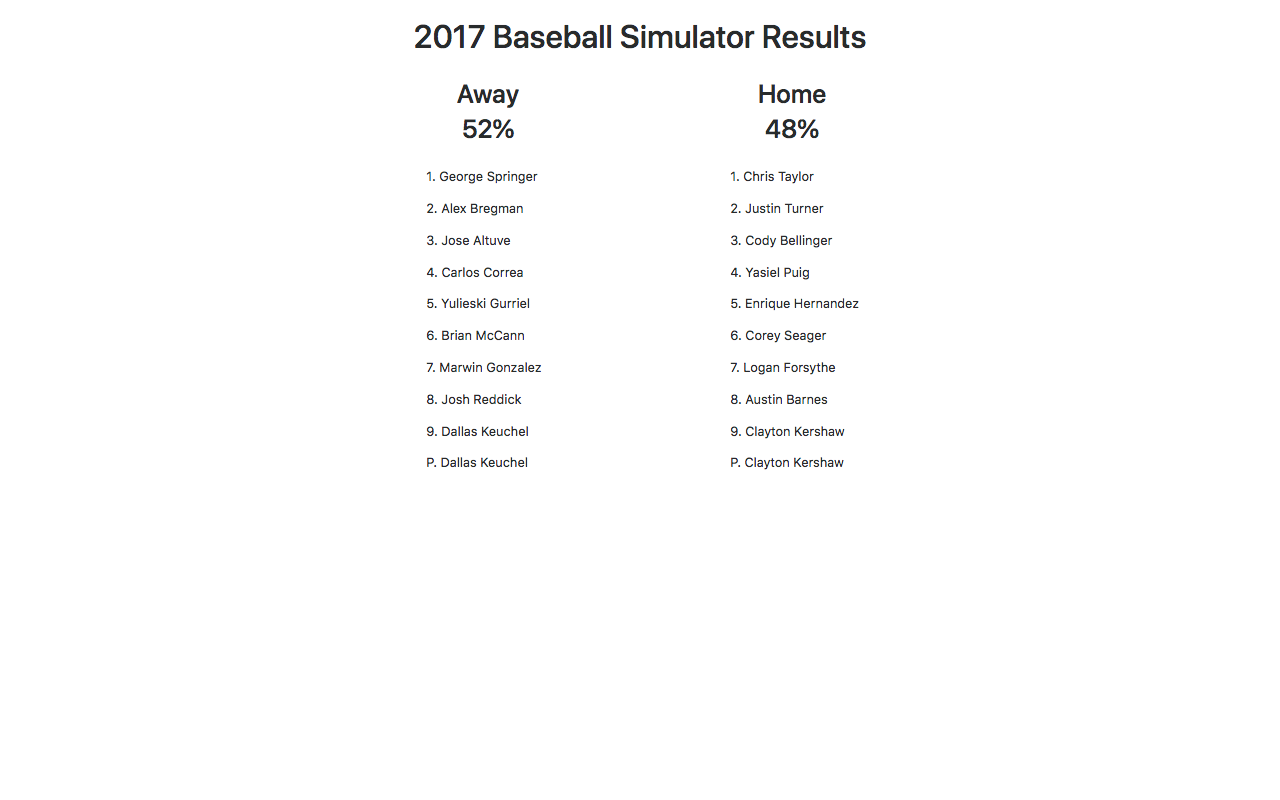 2017 Baseball Simulator Results
Away
52%
1. George Springer
2. Alex Bregman
3. Jose Altuve
4. Carlos Correa
5. Yulieski Gurriel
6. Brian McCann
7. Marwin Gonzalez
8. Josh Reddick
9. Dallas Keuchel
P. Dallas Keuchel
Home
48%
1. Chris Taylor
2. Justin Turner
3. Cody Bellinger
4. Yasiel Puig
5. Enrique Hernandez
6. Corey Seager
7. Logan Forsythe
8. Austin Barnes
9. Clayton Kershaw
P. Clayton Kershaw